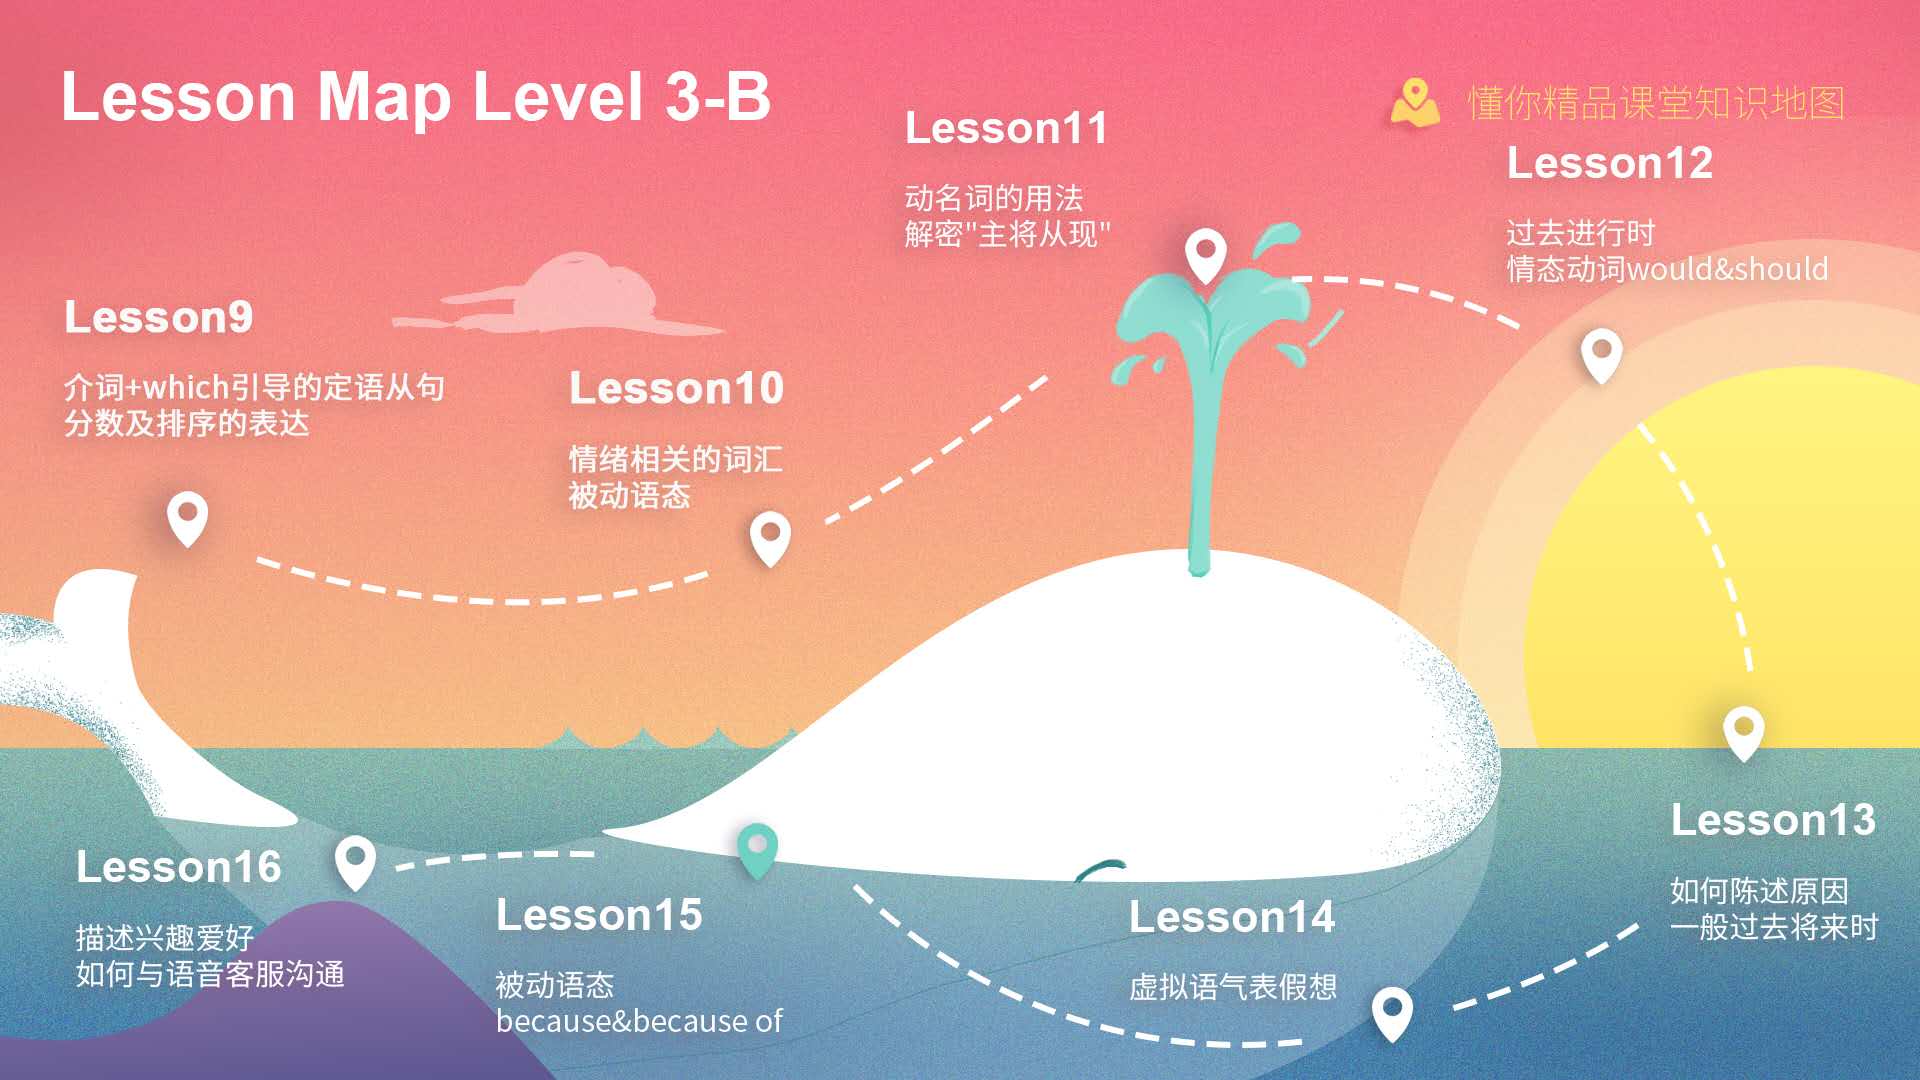 Lesson Map Level 3-B
懂你精品课堂知识地图
Lesson9
介词+which引导的定语从句
分数及排序的表达
Lesson10
情绪相关的词汇
被动语态
Lesson11
动名词的用法
解密"主将从现"
Lesson12
过去进行时
情态动词would&should
Lesson13
如何陈述原因
一般过去将来时
Lesson14
虚拟语气表假想
Lesson15
被动语态
because&because of
Lesson16
描述兴趣爱好
如何与语音客服沟通